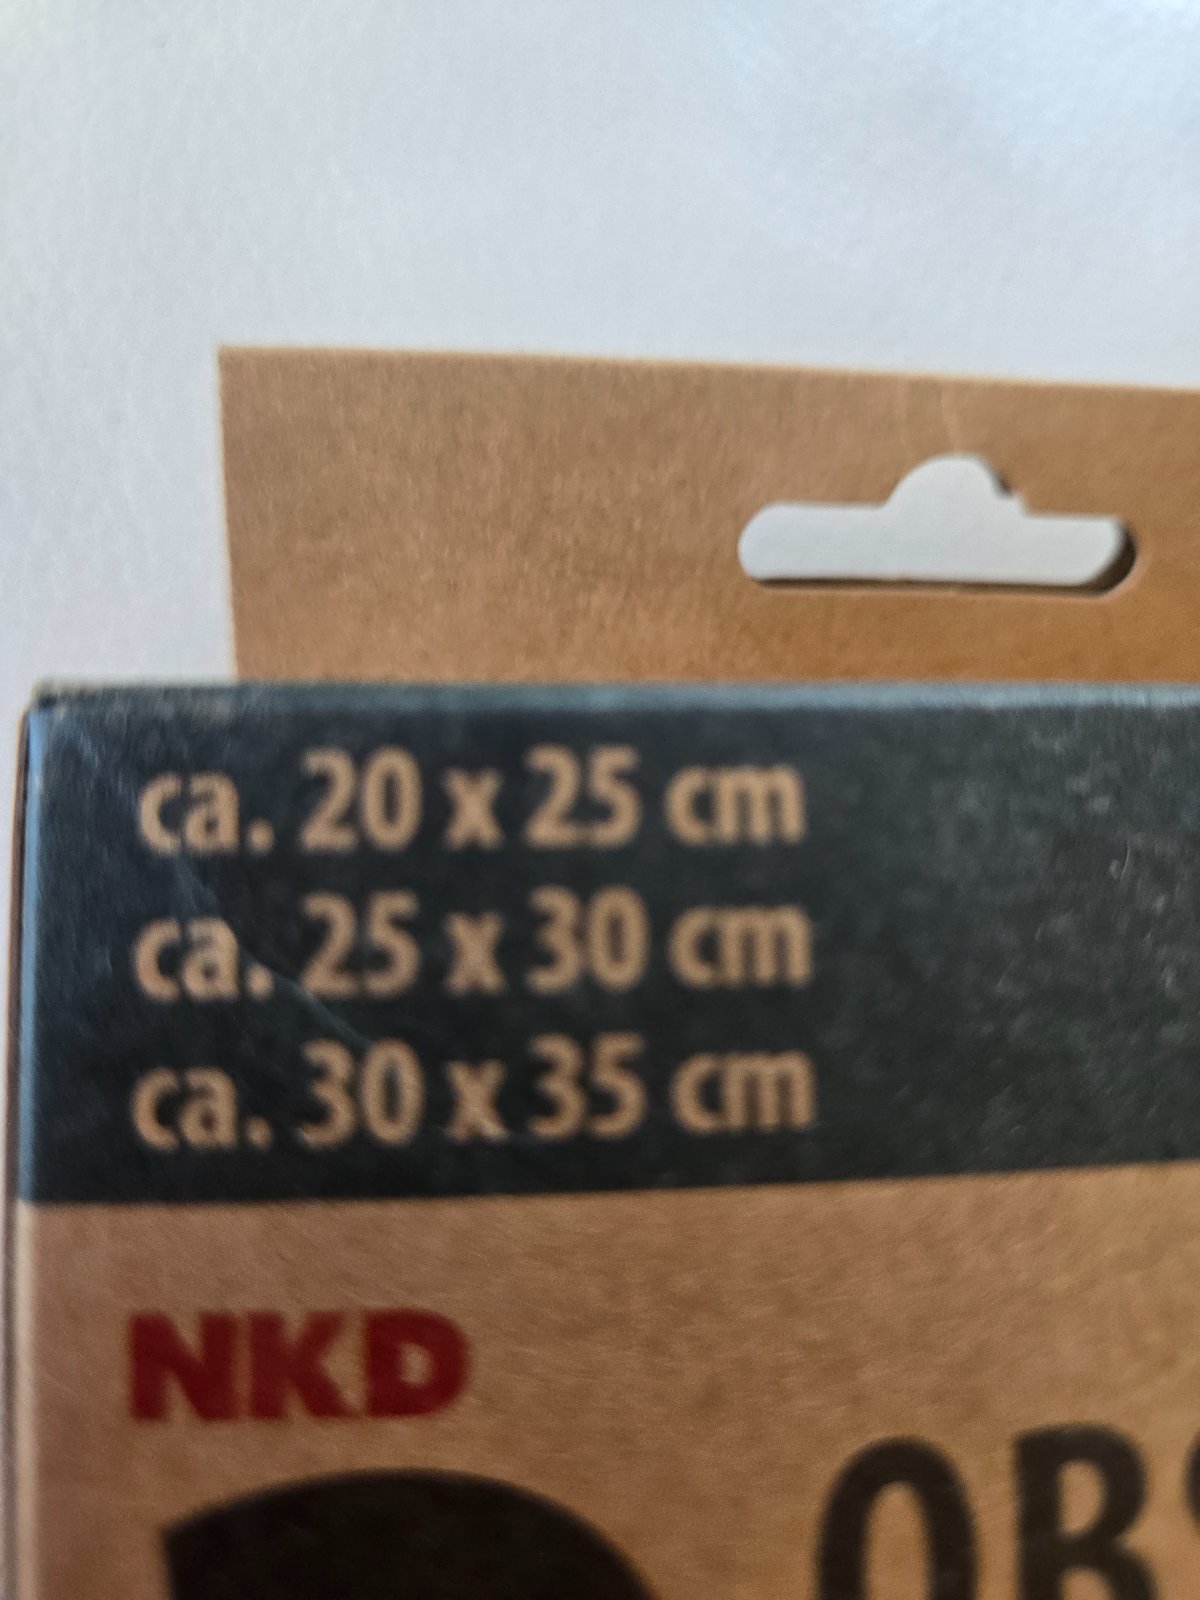 ca. 20 x 25 cm
ca. 25 x 30 cm
ca. 30 x 35 cm
NKD